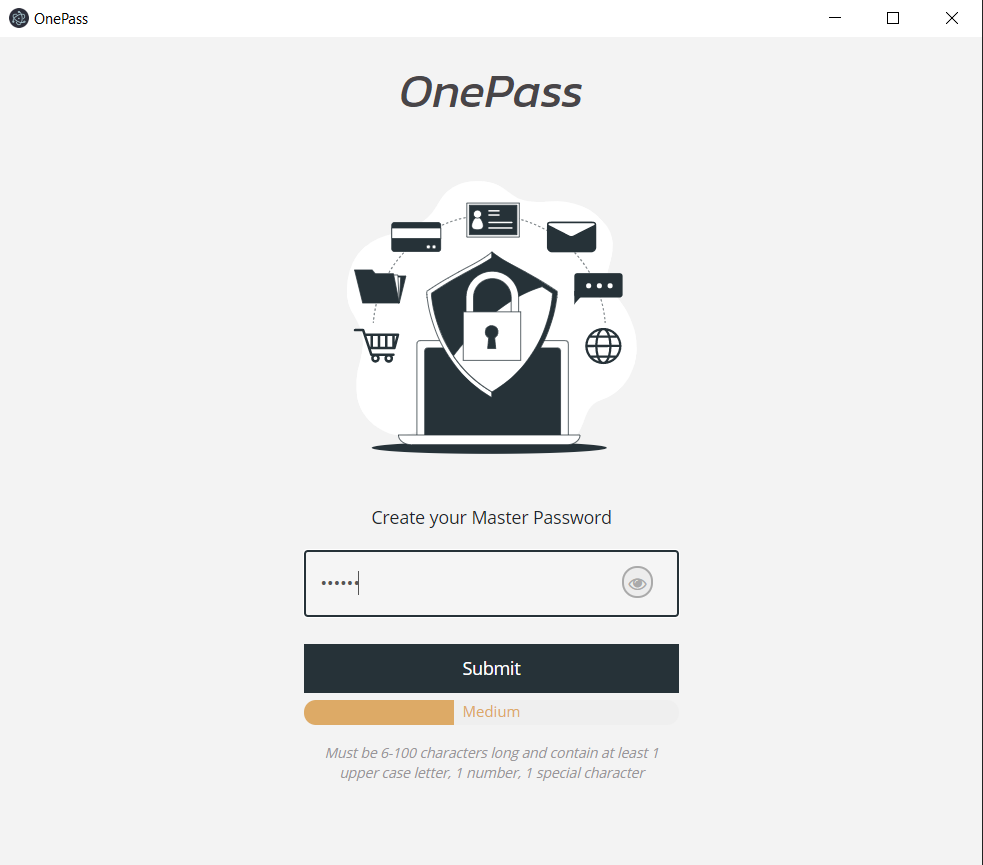 OnePass
OnePass
Create your Master Password
••••••
Submit
Medium
Must be 6-100 characters long and contain at least 1
upper case letter, 1 number, 1 special character